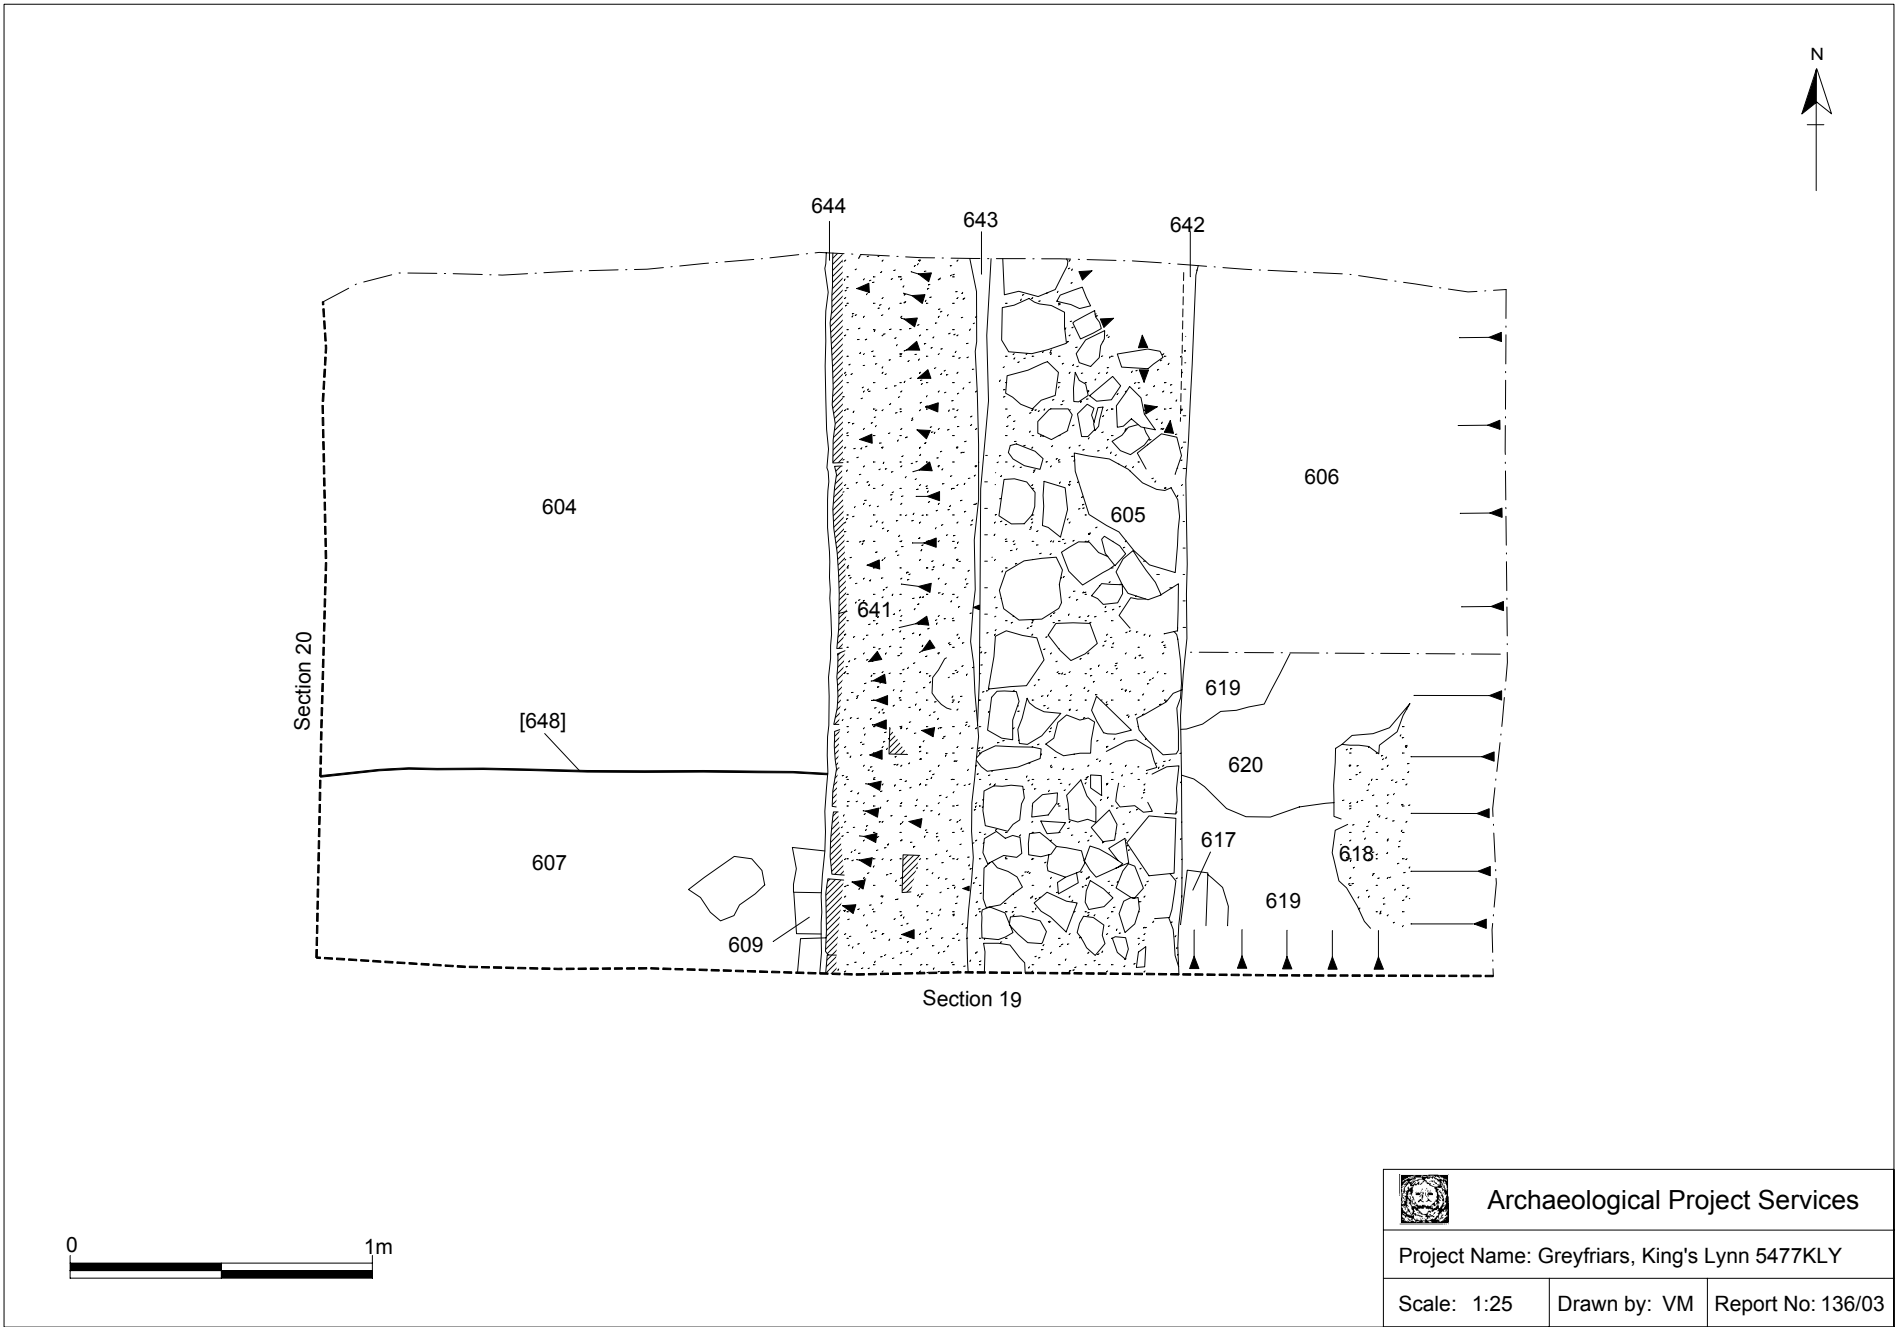 N
644
643
642
604
606
605
641
Section 20
619
[648]
620
617
618
607
619
609
Section 19
0 1m
Archaeological Project Services
Project Name: Greyfriars, King's Lynn 5477KLY
Scale: 1:25 Drawn by: VM Report No: 136/03